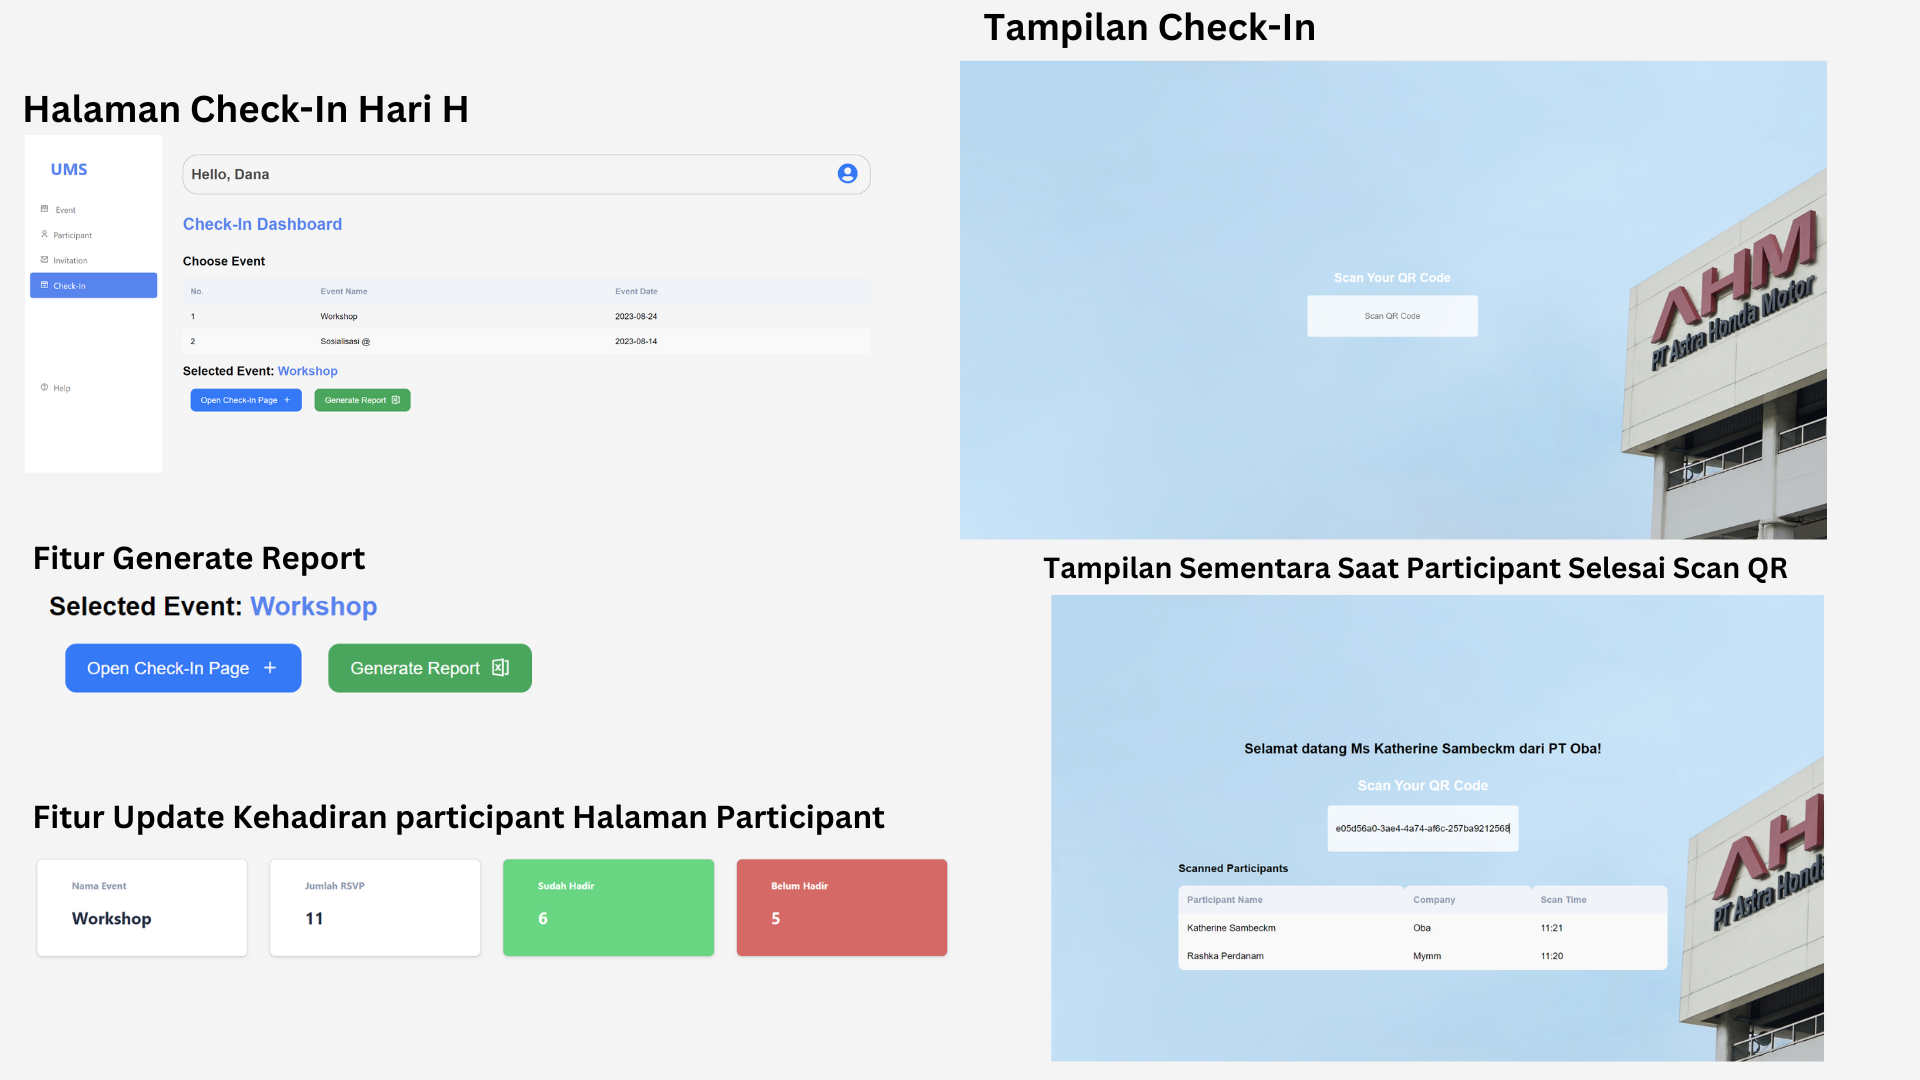 Halaman Check-In Hari H
UMS
Event
Participant
Invitation
Check-In
Help
Hello, Dana
Check-In Dashboard
Choose Event
No. Event Name Event Date
1 Workshop 2023-08-24
2 Sosialisasi @ 2023-08-14
Selected Event: Workshop
Open Check-In Page +
Generate Report
Fitur Generate Report
Selected Event: Workshop
Open Check-In Page +
Generate Report
Fitur Update Kehadiran participant Halaman Participant
Nama Event
Workshop
Jumlah RSVP
11
Sudah Hadir
6
Belum Hadir
5
Tampilan Check-In
Scan Your QR Code
Scan QR Code
AHM
PT Astra Honda Motor
Tampilan Sementara Saat Participant Selesai Scan QR
Selamat datang Ms Katherine Sambeckm dari PT Oba!
Scan Your QR Code
e05d56a0-3ae4-4a74-af6c-257ba9212568
Scanned Participants
Participant Name Company Scan Time
Katherine Sambeckm Oba 11:21
Rashka Perdanam Mymm 11:20
AH
PT Astra Honda